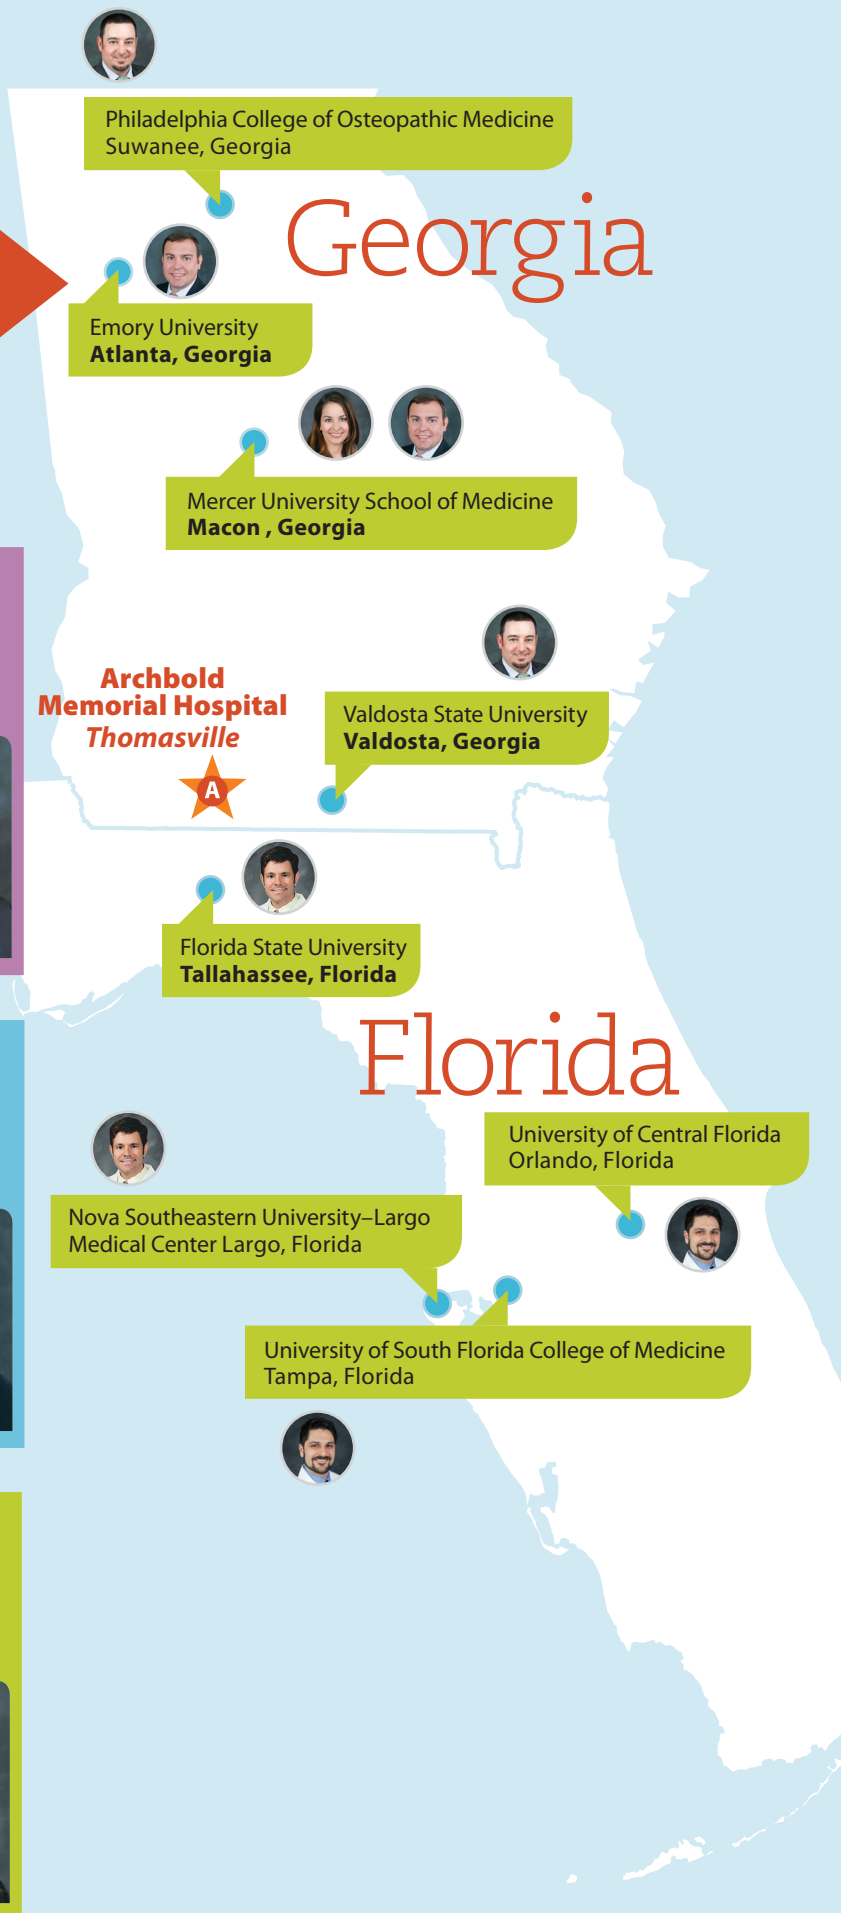 Philadelphia College of Osteopathic Medicine
Suwanee, Georgia
Georgia
Emory University
Atlanta, Georgia
Mercer University School of Medicine
Macon , Georgia
Archbold
Memorial Hospital
Thomasville
A
Valdosta State University
Valdosta, Georgia
Florida State University
Tallahassee, Florida
Florida
University of Central Florida
Orlando, Florida
Nova Southeastern University–Largo
Medical Center Largo, Florida
University of South Florida College of Medicine
Tampa, Florida